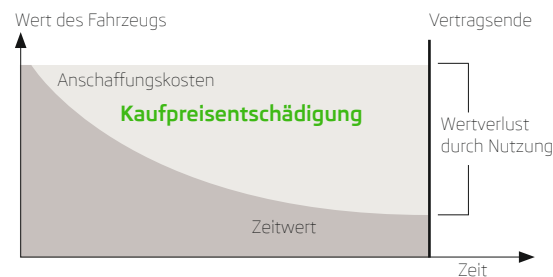 Wert des Fahrzeugs
Vertragsende
Anschaffungskosten
Kaufpreisentschädigung
Wertverlust
durch Nutzung
Zeitwert
Zeit